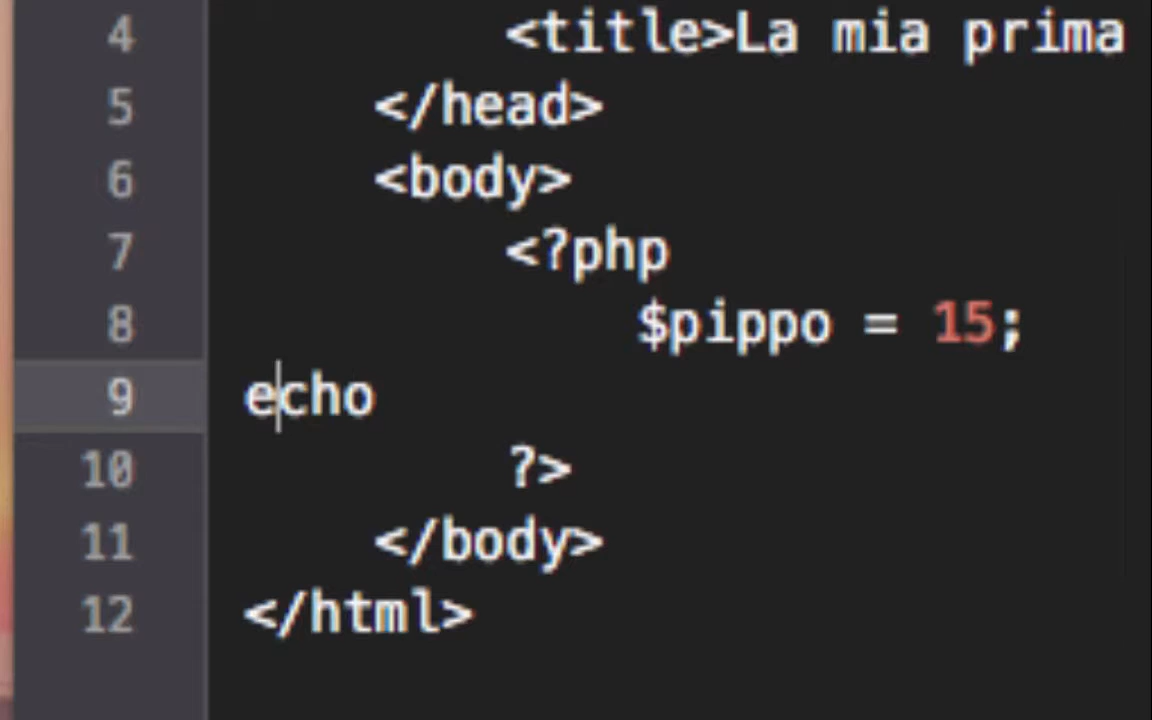 4 <title>La mia prima
5 </head>
6 <body>
7 <?php
8 $pippo = 15;
9 echo
10 ?>
11 </body>
12 </html>